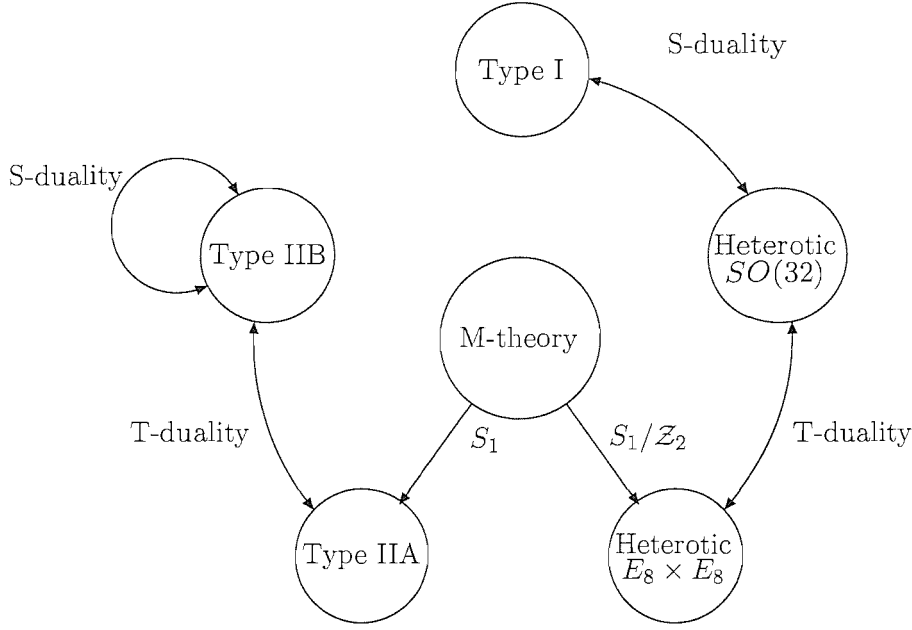 S-duality
Type I
S-duality
Type IIB
Heterotic
SO(32)
M-theory
T-duality
S₁
S₁/𝒵₂
T-duality
Type IIA
Heterotic
E₈ × E₈